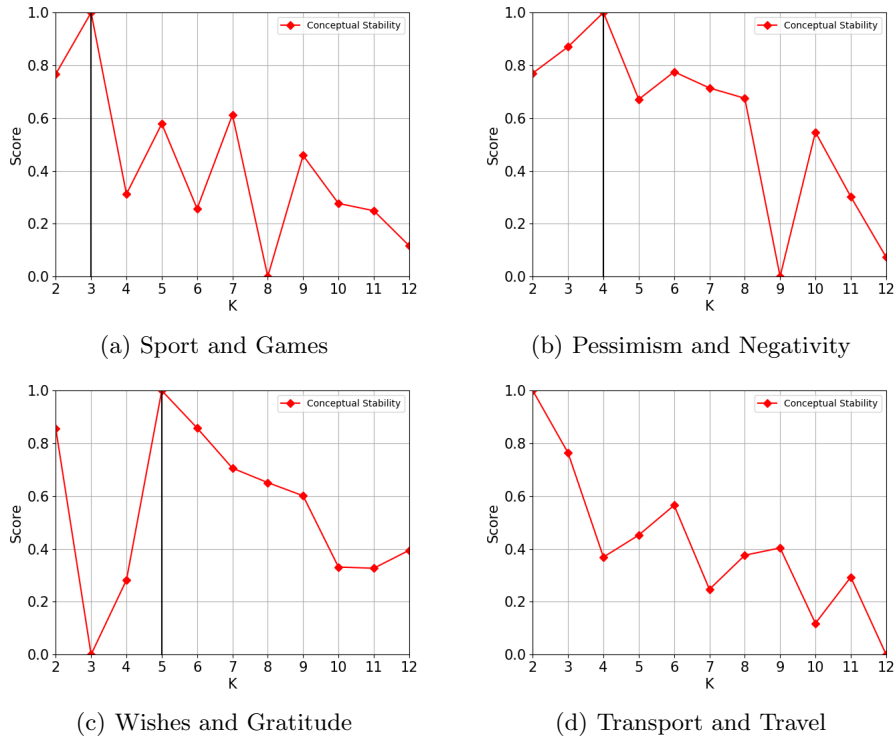 1.0
0.8
0.6
0.4
0.2
0.0
Score
Conceptual Stability
2 3 4 5 6 7 8 9 10 11 12
K
(a) Sport and Games
1.0
0.8
0.6
0.4
0.2
0.0
Score
Conceptual Stability
2 3 4 5 6 7 8 9 10 11 12
K
(b) Pessimism and Negativity
1.0
0.8
0.6
0.4
0.2
0.0
Score
Conceptual Stability
2 3 4 5 6 7 8 9 10 11 12
K
(c) Wishes and Gratitude
1.0
0.8
0.6
0.4
0.2
0.0
Score
Conceptual Stability
2 3 4 5 6 7 8 9 10 11 12
K
(d) Transport and Travel